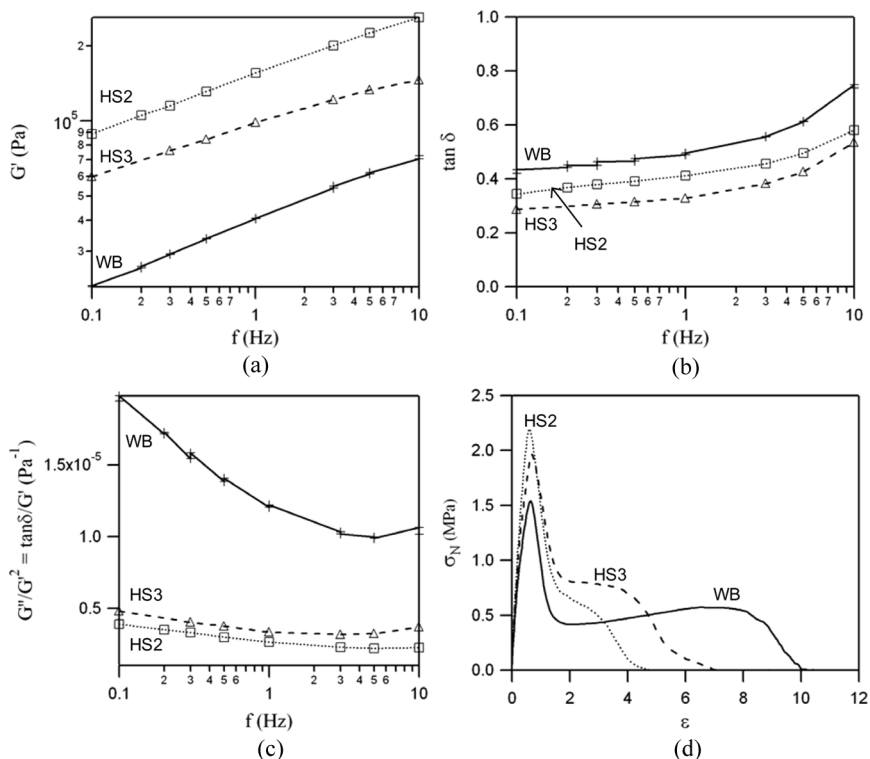 G' (Pa)
2
10⁵
9
8
7
6
5
4
3
HS2
HS3
WB
0.1 2 3 4 5 6 7 1 2 3 4 5 6 7 10
f (Hz)
(a)
tan δ
1.0
0.8
0.6
0.4
0.2
0.0
WB
HS3
HS2
0.1 2 3 4 5 6 7 1 2 3 4 5 6 7 10
f (Hz)
(b)
G''/G'² = tanδ/G' (Pa⁻¹)
1.5x10⁻⁵
1.0
0.5
WB
HS3
HS2
0.1 2 3 4 5 6 1 2 3 4 5 6 10
f (Hz)
(c)
σN (MPa)
2.5
2.0
1.5
1.0
0.5
0.0
HS2
HS3
WB
0 2 4 6 8 10 12
ε
(d)